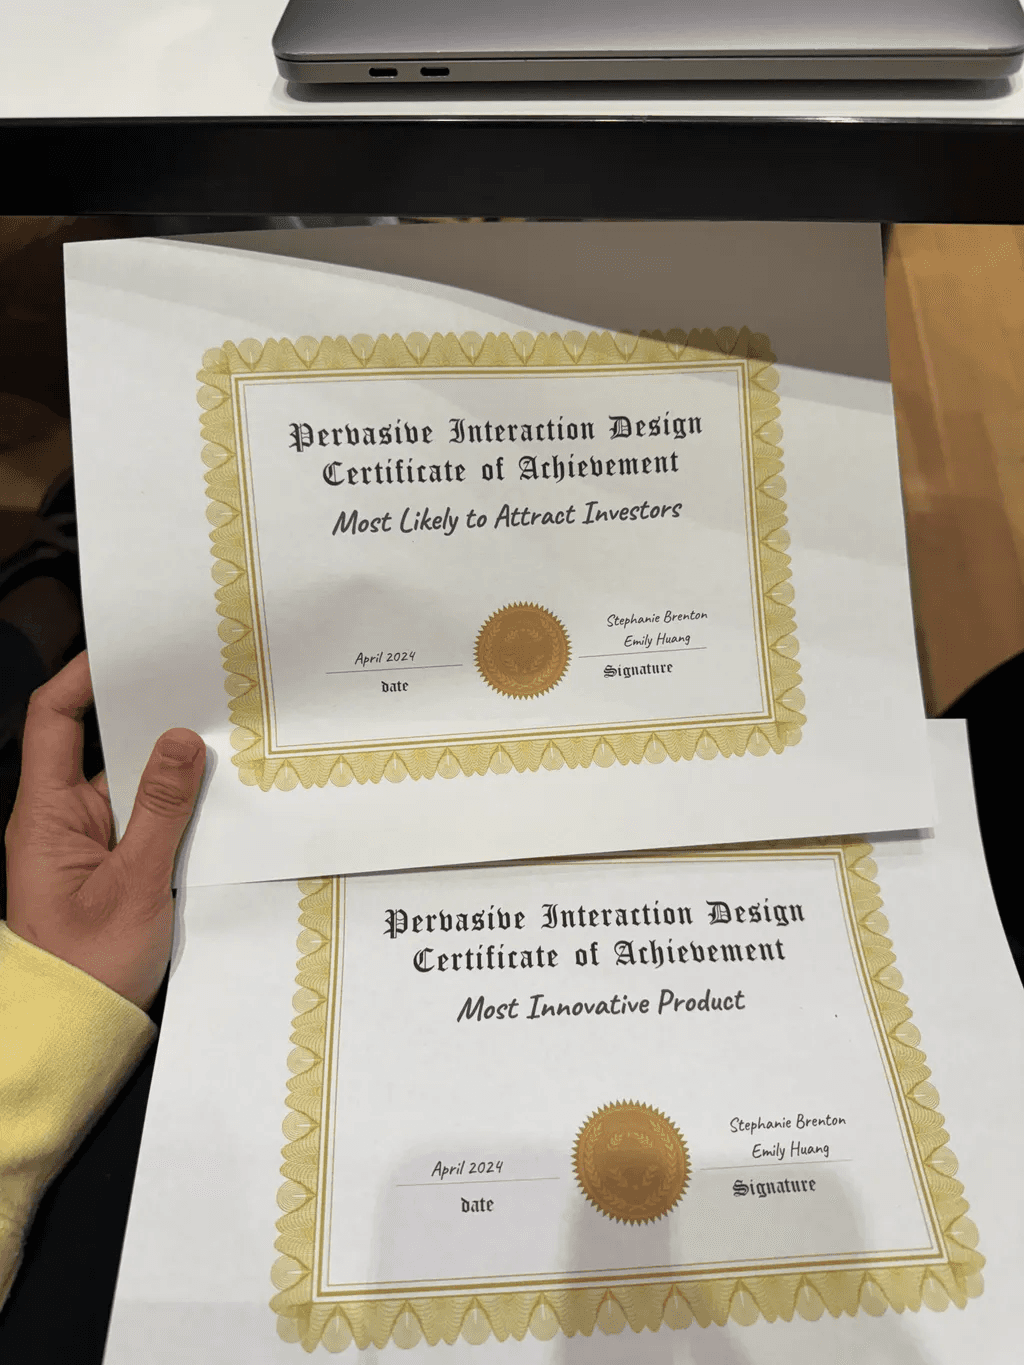 Pervasive Interaction Design
Certificate of Achievement
Most Likely to Attract Investors
April 2024
date
Stephanie Brenton
Emily Huang
Signature
Pervasive Interaction Design
Certificate of Achievement
Most Innovative Product
April 2024
date
Stephanie Brenton
Emily Huang
Signature